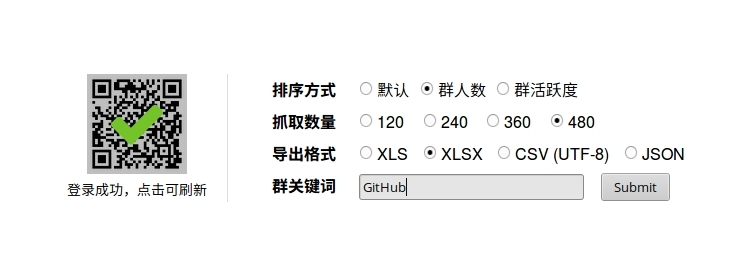 登录成功，点击可刷新
排序方式 默认 群人数 群活跃度
抓取数量 120 240 360 480
导出格式 XLS XLSX CSV (UTF-8) JSON
群关键词 GitHub Submit